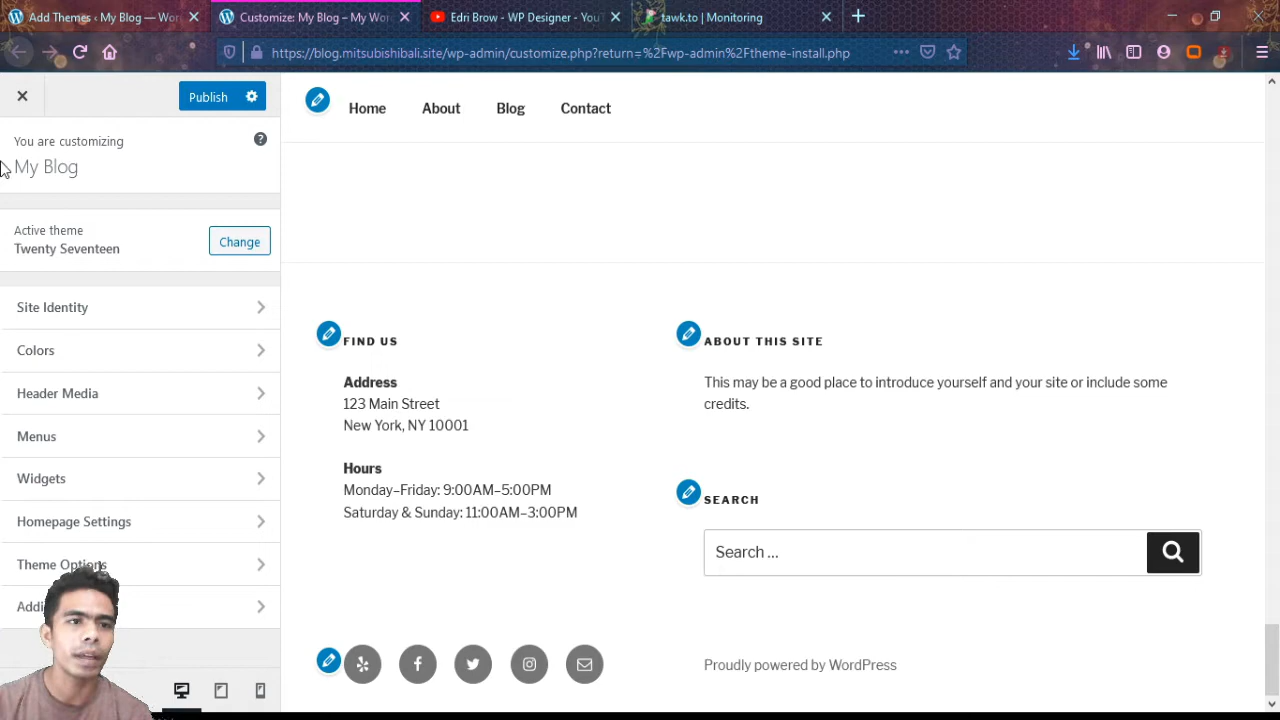 Add Themes ‹ My Blog — Wor
Customize: My Blog – My Wor
Edri Brow - WP Designer - You
tawk.to | Monitoring
https://blog.mitsubishibali.site/wp-admin/customize.php?return=%2Fwp-admin%2Ftheme-install.php
Publish
Home About Blog Contact
You are customizing
My Blog
Active theme
Twenty Seventeen
Change
Site Identity
Colors
Header Media
Menus
Widgets
Homepage Settings
Theme Options
Addi
FIND US
Address
123 Main Street
New York, NY 10001
Hours
Monday–Friday: 9:00AM–5:00PM
Saturday & Sunday: 11:00AM–3:00PM
ABOUT THIS SITE
This may be a good place to introduce yourself and your site or include some
credits.
SEARCH
Search …
Proudly powered by WordPress